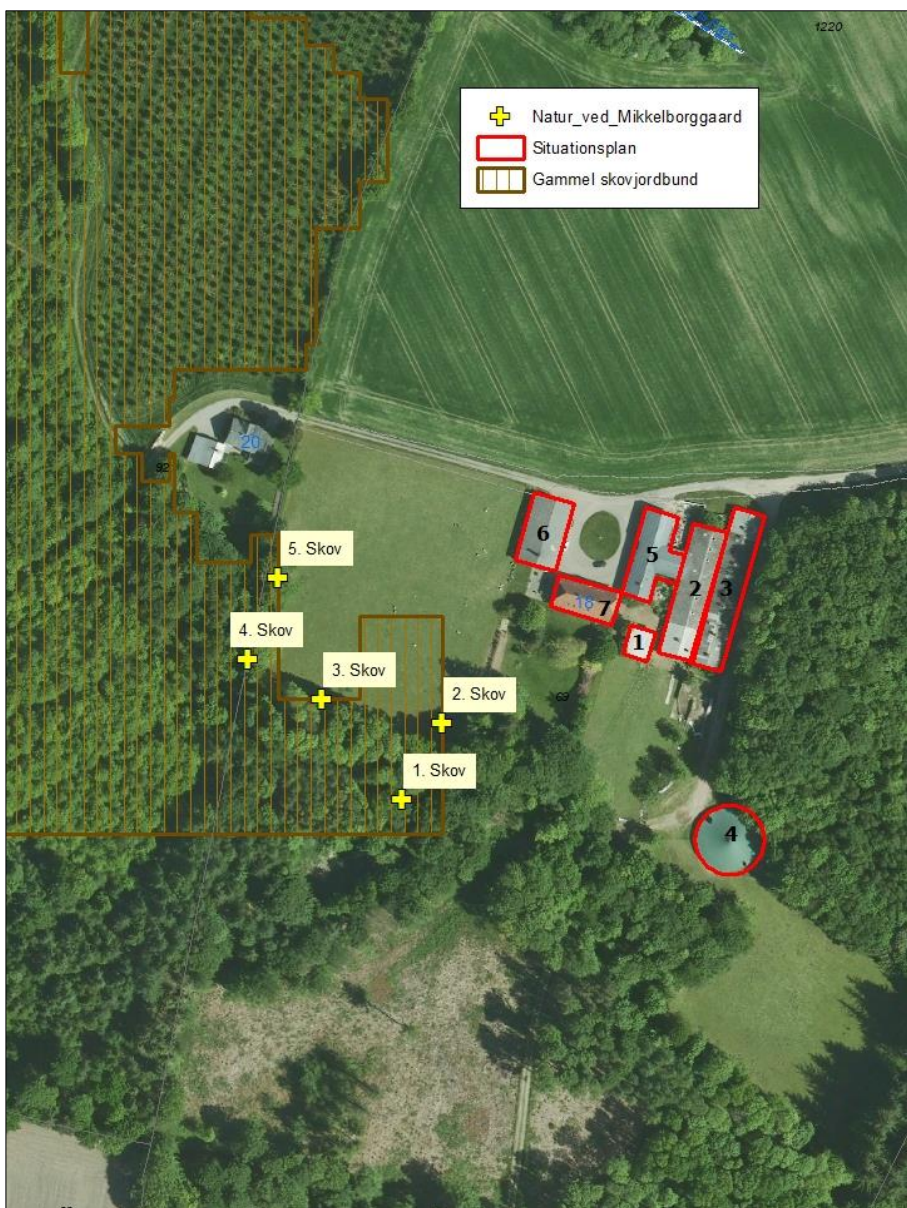 1220
Natur_ved_Mikkelborggaard
Situationsplan
Gammel skovjordbund
20
92
6
5
2
3
18
7
1
5. Skov
4. Skov
3. Skov
2. Skov
69
1. Skov
4